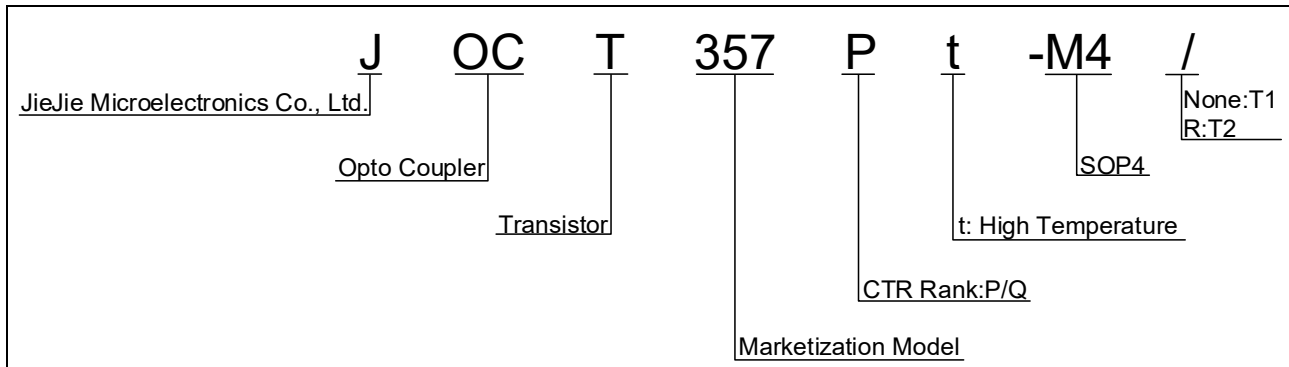 J OC T 357 P t -M4 /
JieJie Microelectronics Co., Ltd.
None:T1
R:T2
Opto Coupler
SOP4
Transistor
t: High Temperature
CTR Rank:P/Q
Marketization Model